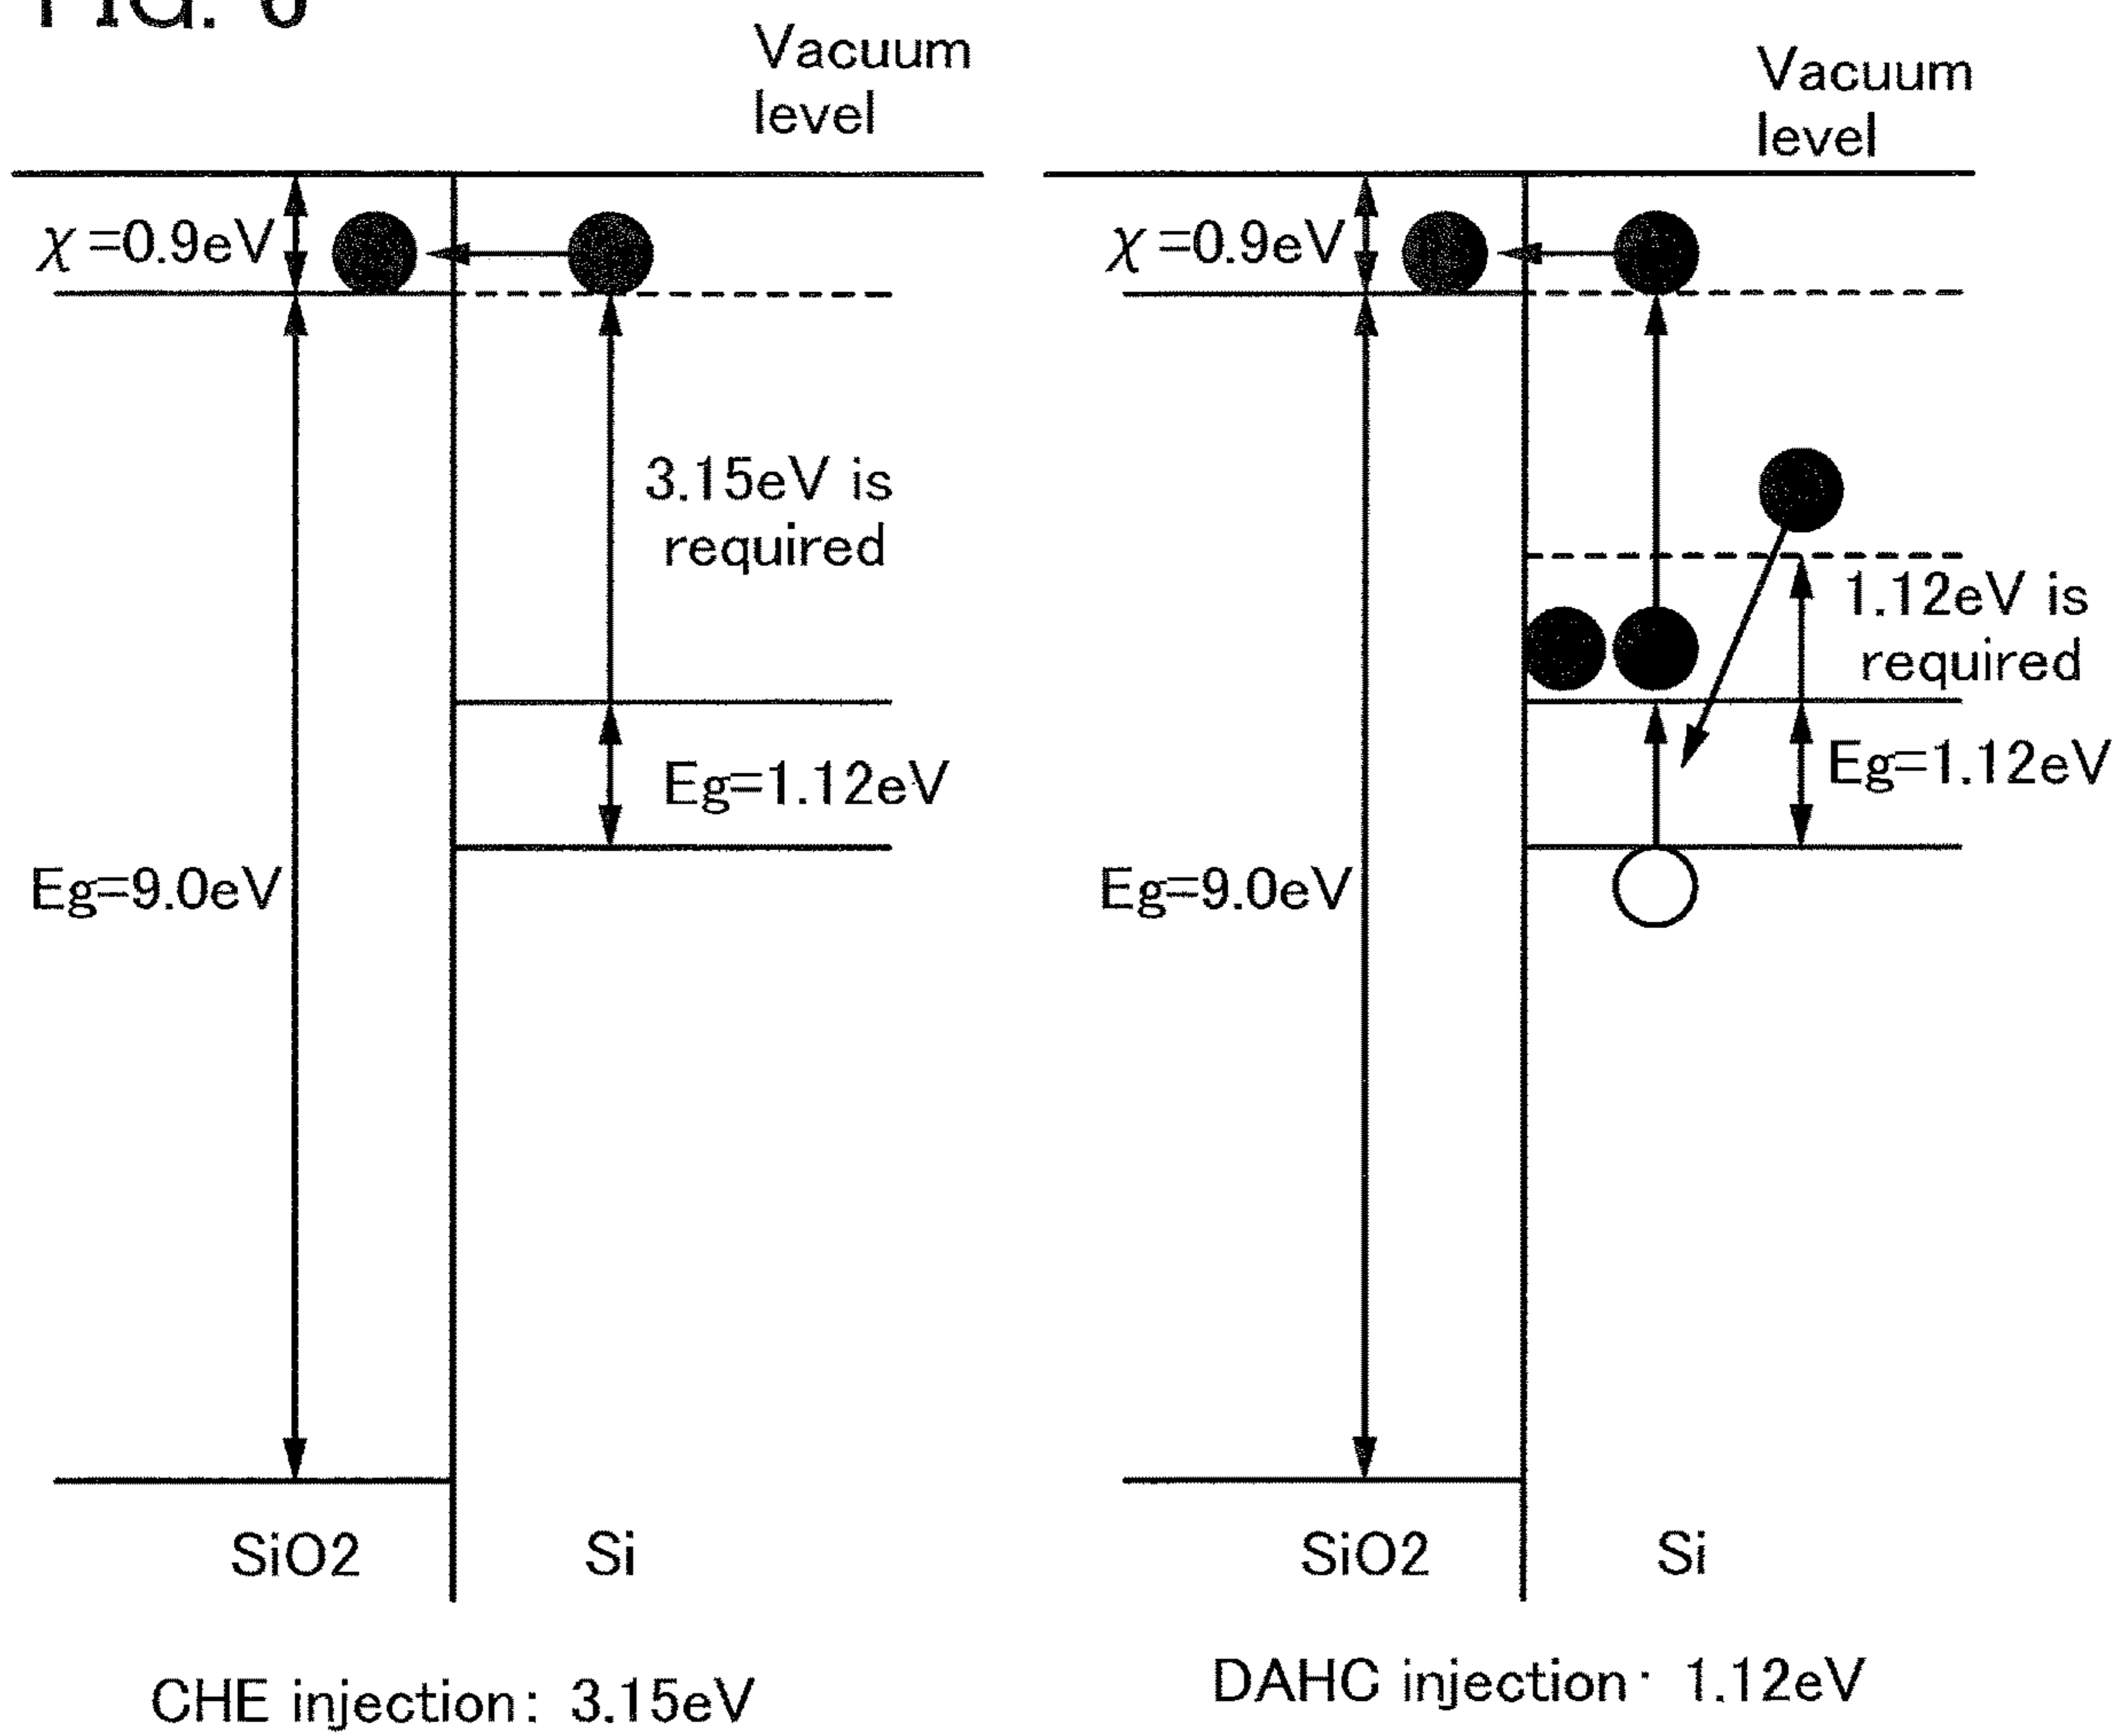 FIG. 6
Vacuum
level
χ=0.9eV
3.15eV is
required
Eg=1.12eV
Eg=9.0eV
SiO2
Si
CHE injection: 3.15eV
Vacuum
level
χ=0.9eV
1.12eV is
required
Eg=1.12eV
Eg=9.0eV
SiO2
Si
DAHC injection: 1.12eV